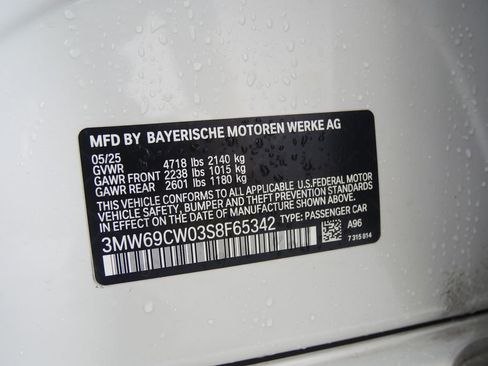 MFD BY BAYERISCHE MOTOREN WERKE AG
05/25
GVWR 4718 lbs 2140 kg
GAWR FRONT 2238 lbs 1015 kg
GAWR REAR 2601 lbs 1180 kg
THIS VEHICLE CONFORMS TO ALL APPLICABLE U.S.FEDERAL MOTOR
VEHICLE SAFETY, BUMPER, AND THEFT PREVENTION STANDARDS
IN EFFECT ON THE DATE OF MANUFACTURE SHOWN ABOVE.
3MW69CW03S8F65342 TYPE: PASSENGER CAR
A96
7 315 814